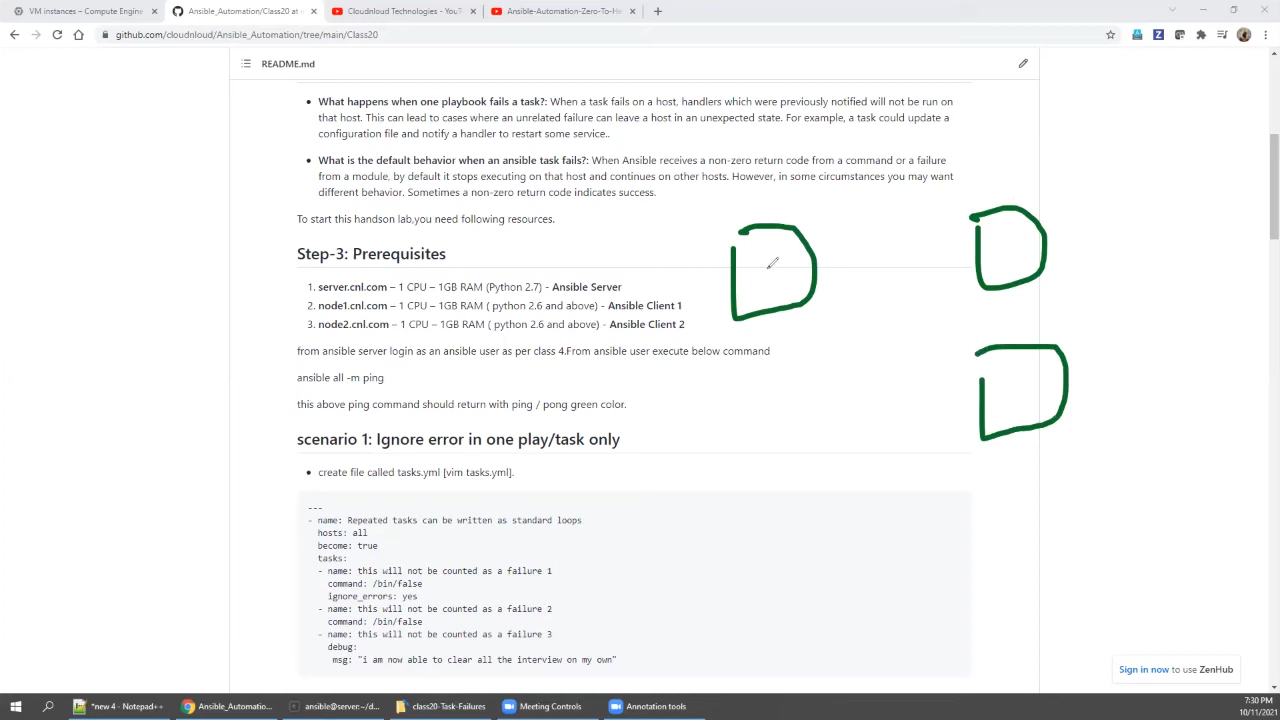 VM instances – Compute Engine
Ansible_Automation/Class20 at m
Cloudnloud Technologies - YouT
Ansible-Automation-Zero-To-He
github.com/cloudnloud/Ansible_Automation/tree/main/Class20
README.md
What happens when one playbook fails a task?: When a task fails on a host, handlers which were previously notified will not be run on
that host. This can lead to cases where an unrelated failure can leave a host in an unexpected state. For example, a task could update a
configuration file and notify a handler to restart some service..
What is the default behavior when an ansible task fails?: When Ansible receives a non-zero return code from a command or a failure
from a module, by default it stops executing on that host and continues on other hosts. However, in some circumstances you may want
different behavior. Sometimes a non-zero return code indicates success.
To start this handson lab,you need following resources.
Step-3: Prerequisites
1. server.cnl.com – 1 CPU – 1GB RAM (Python 2.7) - Ansible Server
2. node1.cnl.com – 1 CPU – 1GB RAM ( python 2.6 and above) - Ansible Client 1
3. node2.cnl.com – 1 CPU – 1GB RAM ( python 2.6 and above) - Ansible Client 2
from ansible server login as an ansible user as per class 4.From ansible user execute below command
ansible all -m ping
this above ping command should return with ping / pong green color.
scenario 1: Ignore error in one play/task only
create file called tasks.yml [vim tasks.yml].
---
- name: Repeated tasks can be written as standard loops
hosts: all
become: true
tasks:
- name: this will not be counted as a failure 1
command: /bin/false
ignore_errors: yes
- name: this will not be counted as a failure 2
command: /bin/false
- name: this will not be counted as a failure 3
debug:
msg: "i am now able to clear all the interview on my own"
Sign in now to use ZenHub
*new 4 - Notepad++
Ansible_Automatio...
ansible@server:~/d...
class20-Task-Failures
Meeting Controls
Annotation tools
7:30 PM
10/11/2021